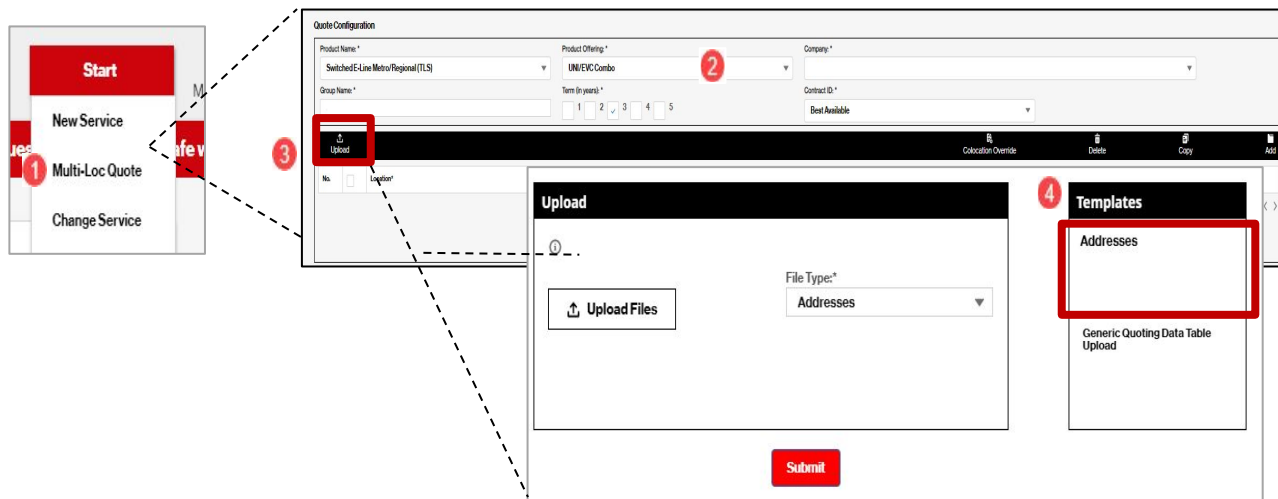 Start
New Service
1
Multi-Loc Quote
Change Service
Quote Configuration
Product Name: *
Product Offering: *
Company: *
Switched E-Line Metro/Regional (TLS)
UNI/EVC Combo
2
Group Name: *
Term (in years): *
Contract ID: *
1 2 3 4 5
Best Available
3
Upload
Colocation Override
Delete
Copy
Add
No.
Location*
Upload
4
Templates
Addresses
File Type:*
Upload Files
Addresses
Generic Quoting Data Table
Upload
Submit